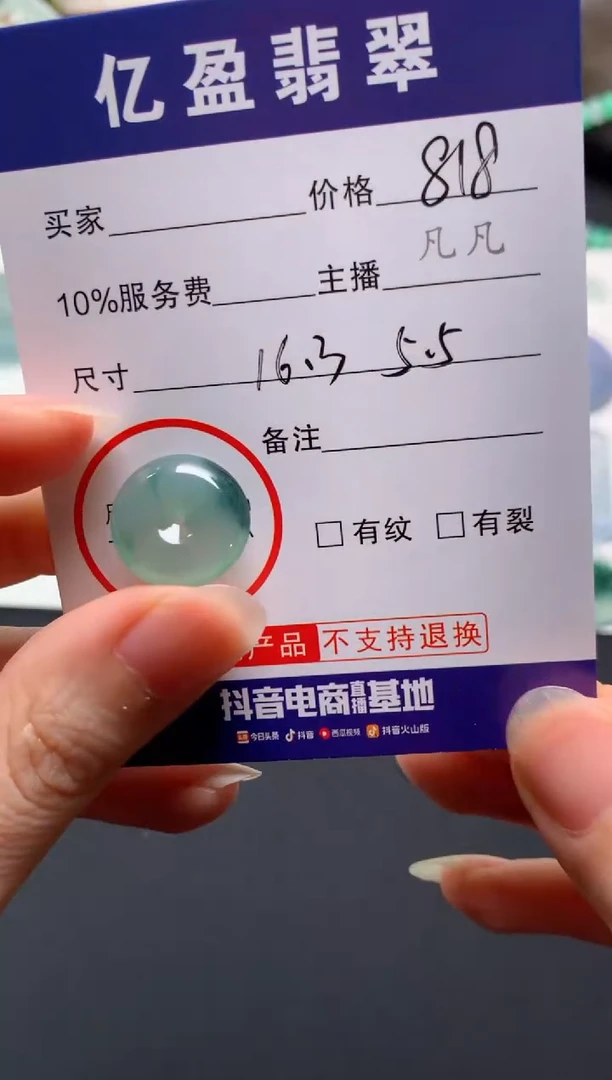 亿盈翡翠
买家 价格 818
10%服务费 主播 凡凡
尺寸 16.3 5.5
备注
□有纹 □有裂
产品 不支持退换
抖音电商直播基地
今日头条 抖音 西瓜视频 抖音火山版